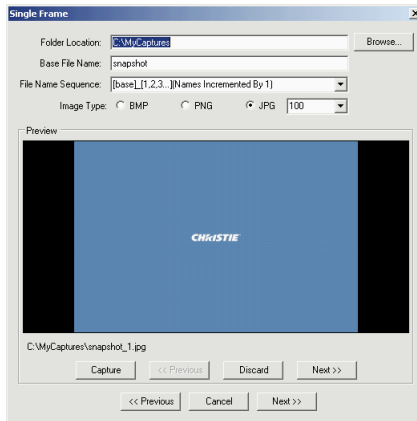 Single Frame
Folder Location: C:\MyCaptures Browse...
Base File Name: snapshot
File Name Sequence: [base]_[1,2,3...](Names Incremented By 1)
Image Type: BMP PNG JPG 100
Preview
CHRISTIE
C:\MyCaptures\snapshot_1.jpg
Capture << Previous Discard Next >>
<< Previous Cancel Next >>